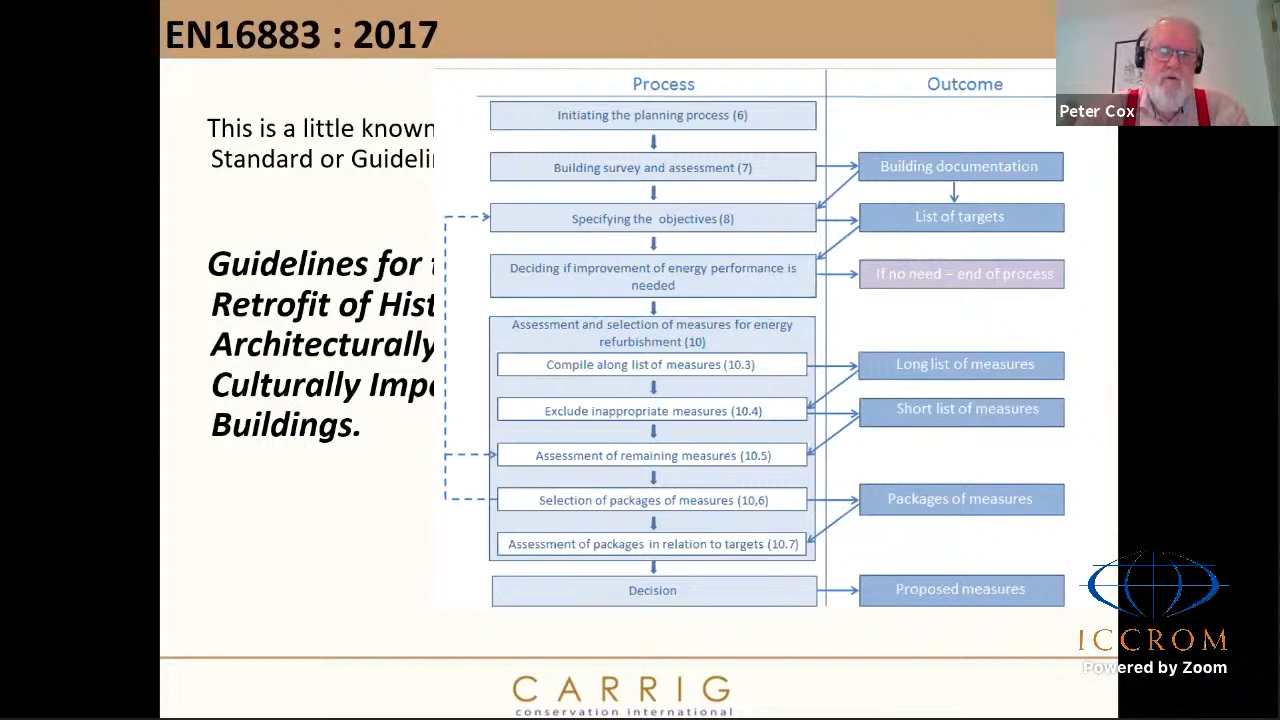 EN16883 : 2017
Peter Cox
This is a little known
Standard or Guideli
Guidelines for
Retrofit of Hist
Architecturally
Culturally Imp
Buildings.
Process
Outcome
Initiating the planning process (6)
Building survey and assessment (7)
Building documentation
Specifying the objectives (8)
List of targets
Deciding if improvement of energy performance is
needed
If no need – end of process
Assessment and selection of measures for energy
refurbishment (10)
Compile along list of measures (10.3)
Long list of measures
Exclude inappropriate measures (10.4)
Short list of measures
Assessment of remaining measures (10.5)
Selection of packages of measures (10,6)
Packages of measures
Assessment of packages in relation to targets (10.7)
Decision
Proposed measures
ICCROM
Powered by Zoom
CARRIG
conservation international